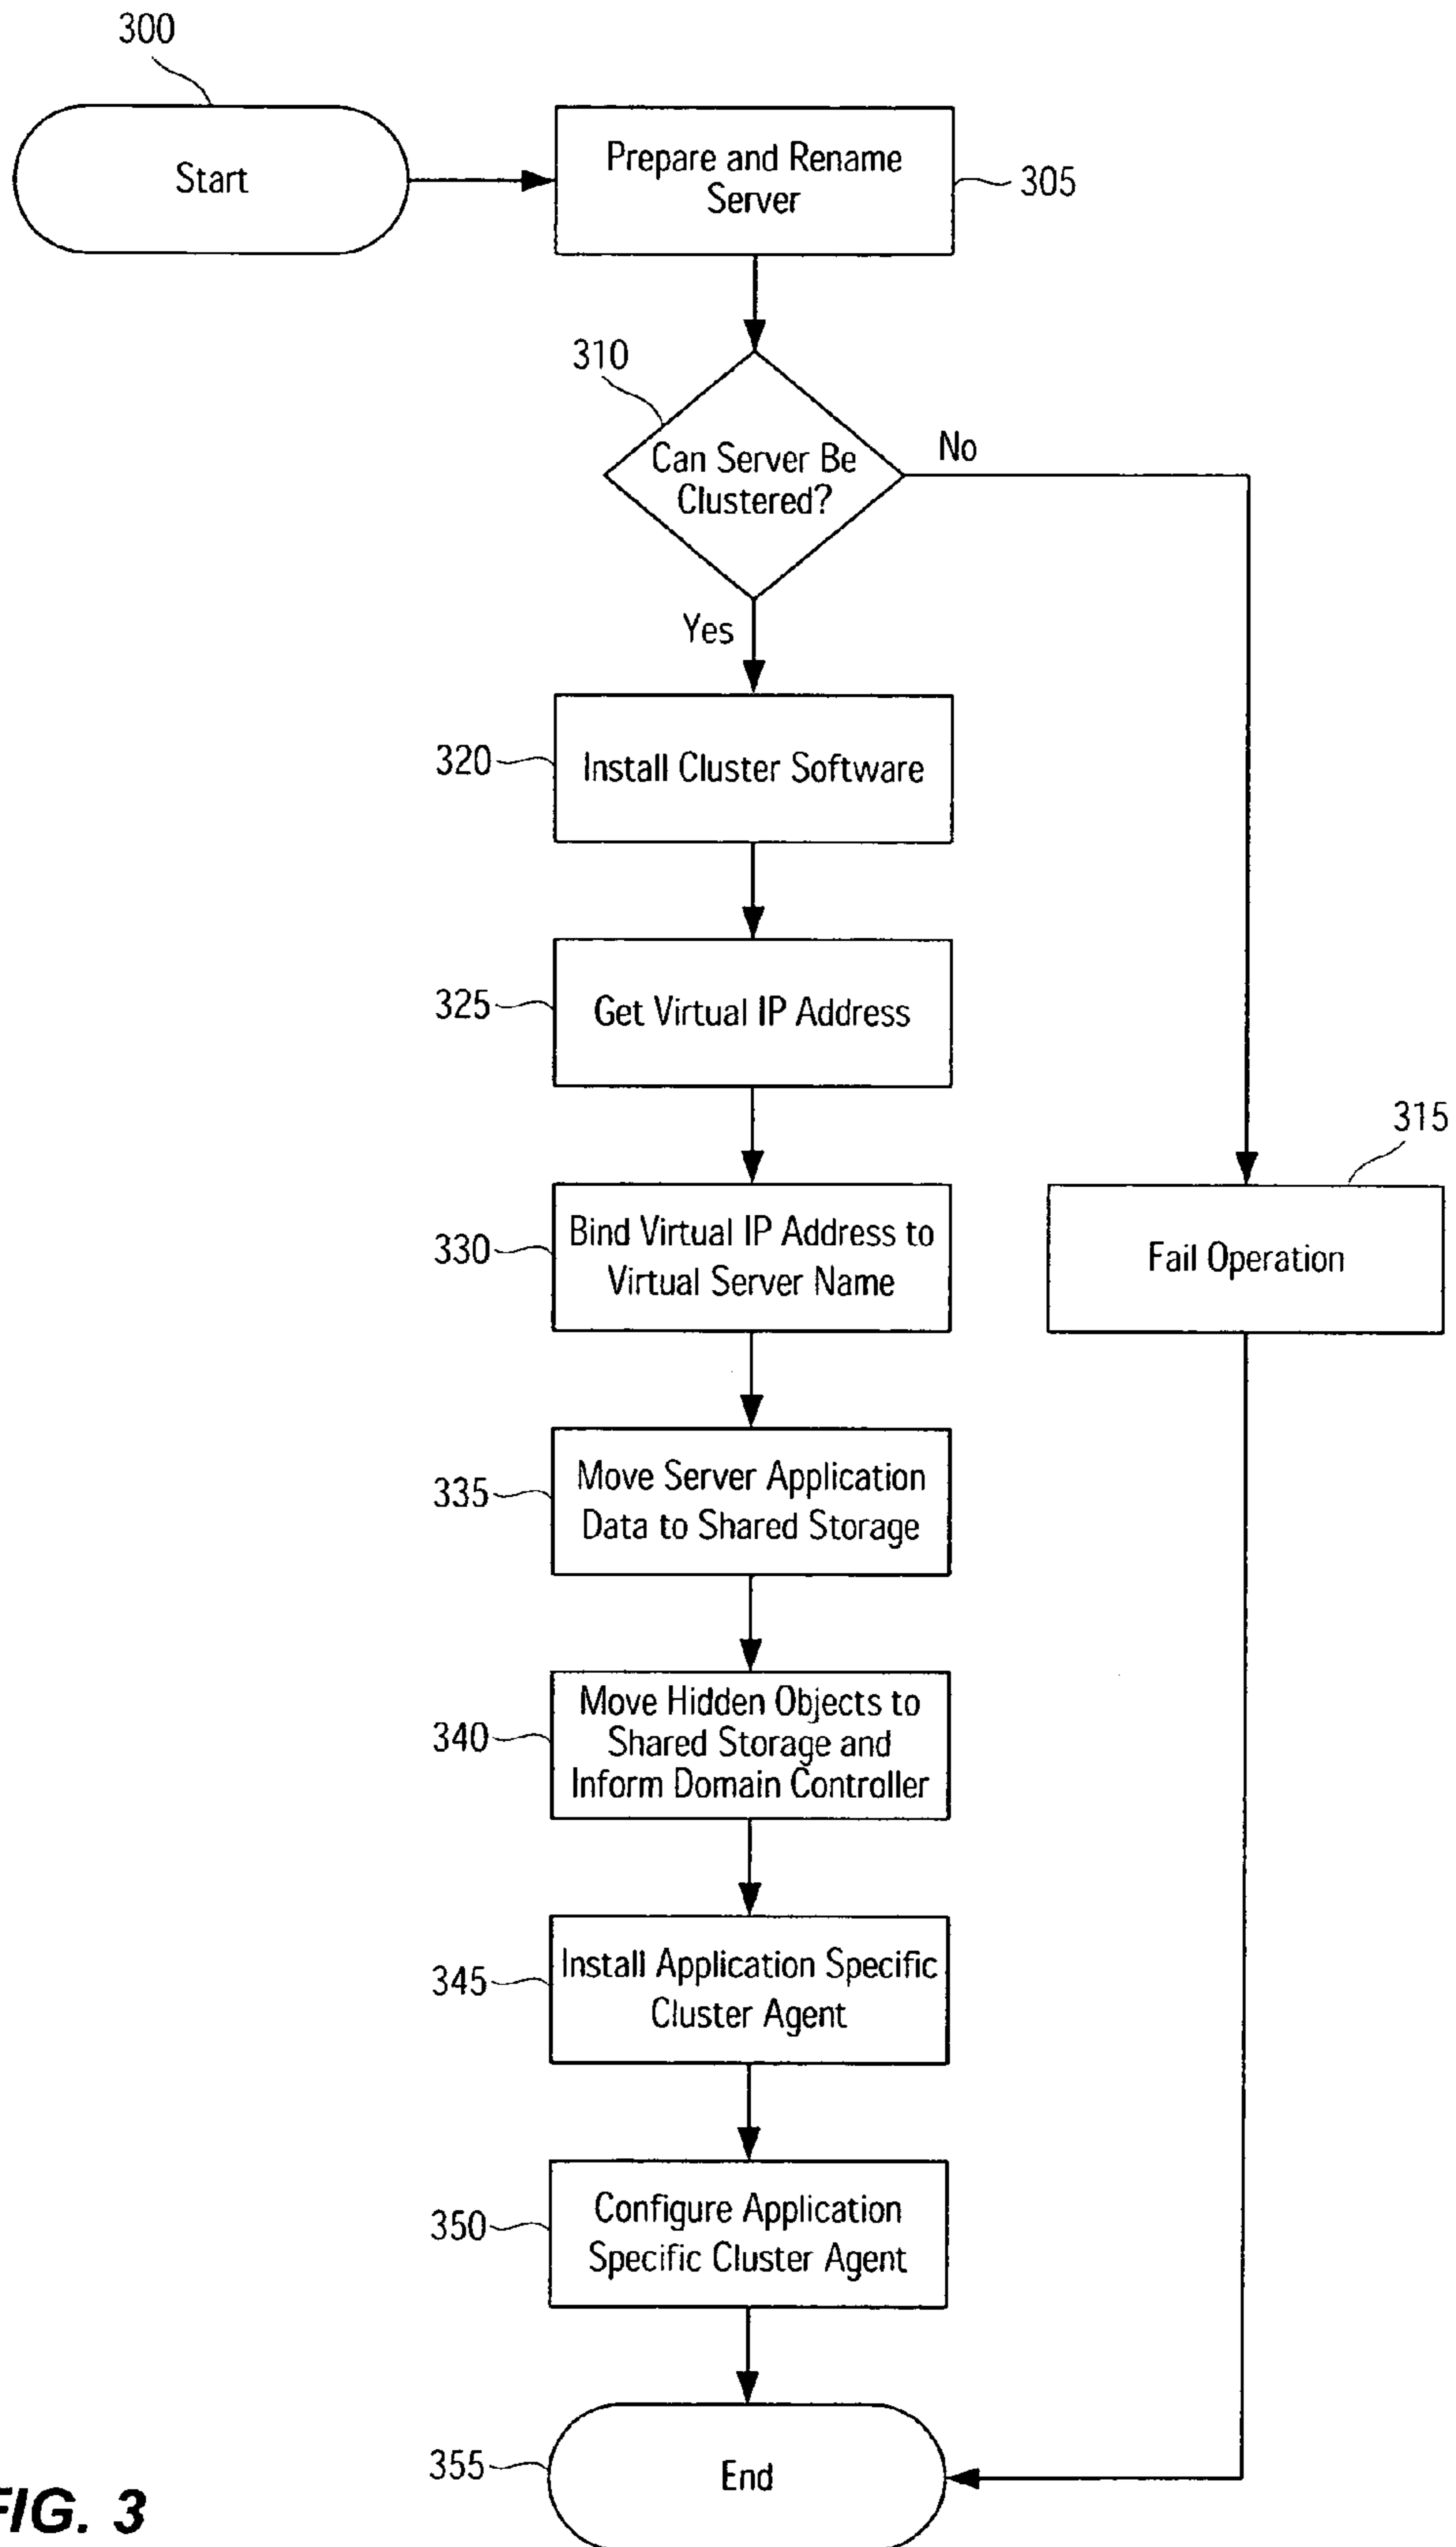 300
Start
Prepare and Rename
Server
305
310
Can Server Be
Clustered?
No
Yes
320
Install Cluster Software
325
Get Virtual IP Address
315
330
Bind Virtual IP Address to
Virtual Server Name
Fail Operation
335
Move Server Application
Data to Shared Storage
340
Move Hidden Objects to
Shared Storage and
Inform Domain Controller
345
Install Application Specific
Cluster Agent
350
Configure Application
Specific Cluster Agent
355
End
FIG. 3